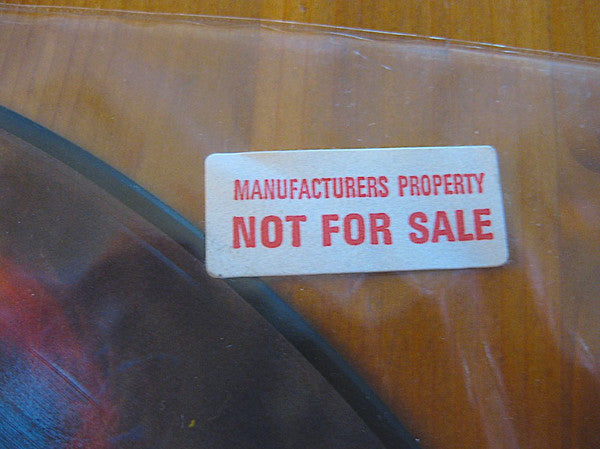 MANUFACTURERS PROPERTY
NOT FOR SALE